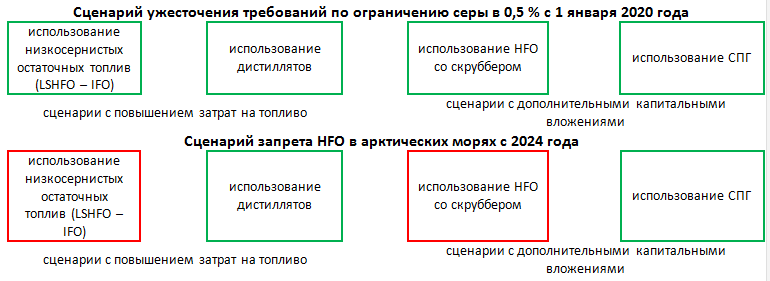 Сценарий ужесточения требований по ограничению серы в 0,5 % с 1 января 2020 года
использование
низкосернистых
остаточных топлив
(LSHFO – IFO)
использование
дистиллятов
использование HFO
со скруббером
использование СПГ
сценарии с повышением затрат на топливо
сценарии с дополнительными капитальными
вложениями
Сценарий запрета HFO в арктических морях с 2024 года
использование
низкосернистых
остаточных
топлив (LSHFO –
IFO)
использование
дистиллятов
использование HFO
со скруббером
использование СПГ
сценарии с повышением затрат на топливо
сценарии с дополнительными капитальными
вложениями